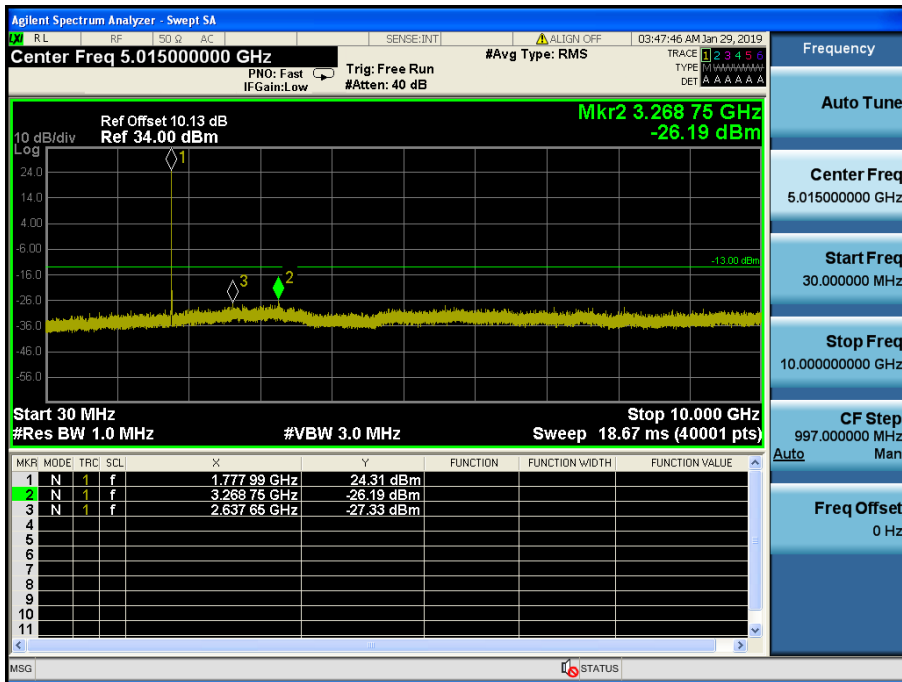 Agilent Spectrum Analyzer - Swept SA
LXI RL RF 50 Ω AC SENSE:INT ALIGN OFF 03:47:46 AM Jan 29, 2019
Center Freq 5.015000000 GHz
PNO: Fast
IFGain:Low
Trig: Free Run
#Atten: 40 dB
#Avg Type: RMS
TRACE 1 2 3 4 5 6
TYPE MWWWWW
DET A A A A A A
Mkr2 3.268 75 GHz
-26.19 dBm
Ref Offset 10.13 dB
10 dB/div Ref 34.00 dBm
Log
1
24.0
14.0
4.00
-6.00
-13.00 dBm
-16.0
3
2
-26.0
-36.0
-46.0
-56.0
Start 30 MHz Stop 10.000 GHz
#Res BW 1.0 MHz #VBW 3.0 MHz Sweep 18.67 ms (40001 pts)
MKR MODE TRC SCL X Y FUNCTION FUNCTION WIDTH FUNCTION VALUE
1 N 1 f 1.777 99 GHz 24.31 dBm
2 N 1 f 3.268 75 GHz -26.19 dBm
3 N 1 f 2.637 65 GHz -27.33 dBm
4
5
6
7
8
9
10
11
MSG STATUS
Frequency
Auto Tune
Center Freq
5.015000000 GHz
Start Freq
30.000000 MHz
Stop Freq
10.000000000 GHz
CF Step
997.000000 MHz
Auto Man
Freq Offset
0 Hz